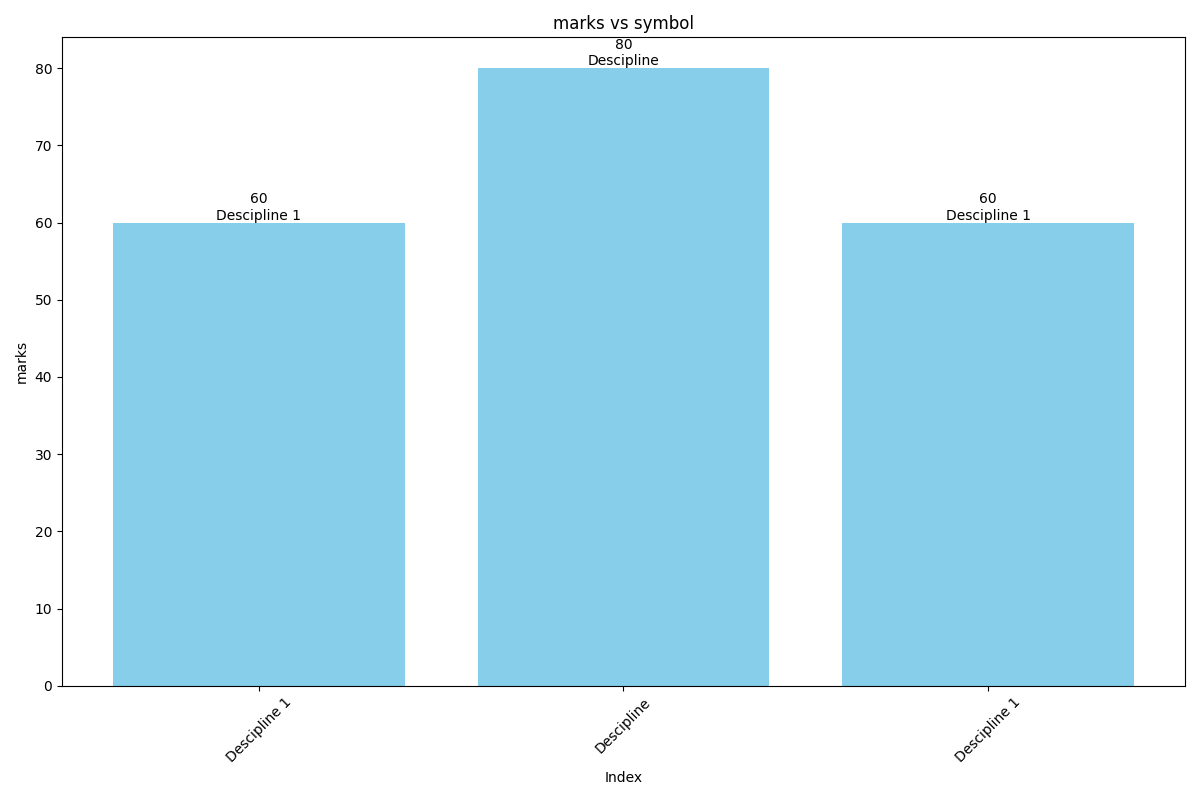 marks vs symbol
80
Descipline
60
Descipline 1
60
Descipline 1
marks
80
70
60
50
40
30
20
10
0
Descipline 1
Descipline
Descipline 1
Index